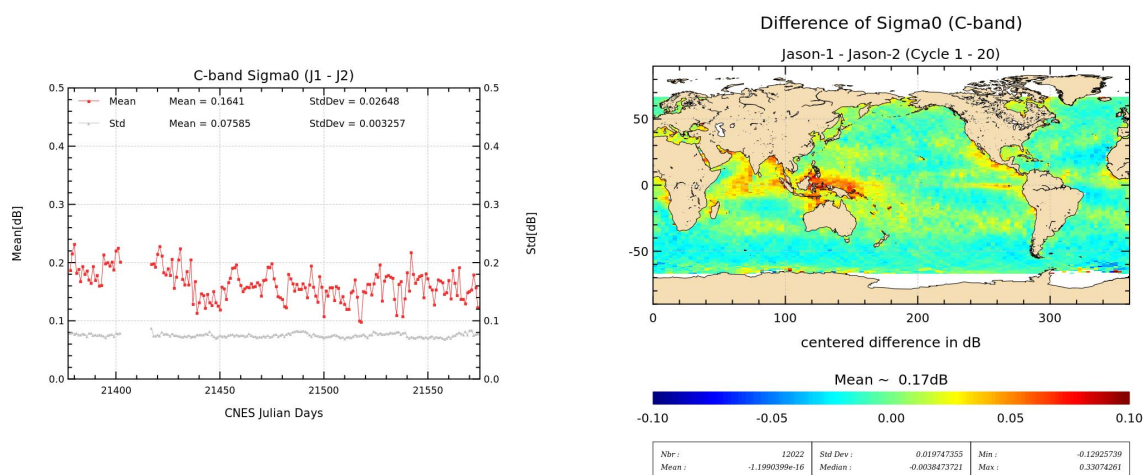 C-band Sigma0 (J1 - J2)
Mean Mean = 0.1641 StdDev = 0.02648
Std Mean = 0.07585 StdDev = 0.003257
0.5
0.4
0.3
0.2
0.1
0.0
Mean[dB]
0.5
0.4
0.3
0.2
0.1
0.0
Std[dB]
21400 21450 21500 21550
CNES Julian Days
Difference of Sigma0 (C-band)
Jason-1 - Jason-2 (Cycle 1 - 20)
50
0
-50
0 100 200 300
centered difference in dB
Mean ~ 0.17dB
-0.10 -0.05 0.00 0.05 0.10
Nbr : 12022 Std Dev : 0.019747355 Min : -0.12925739
Mean : -1.1990399e-16 Median : -0.0038473721 Max : 0.33074261